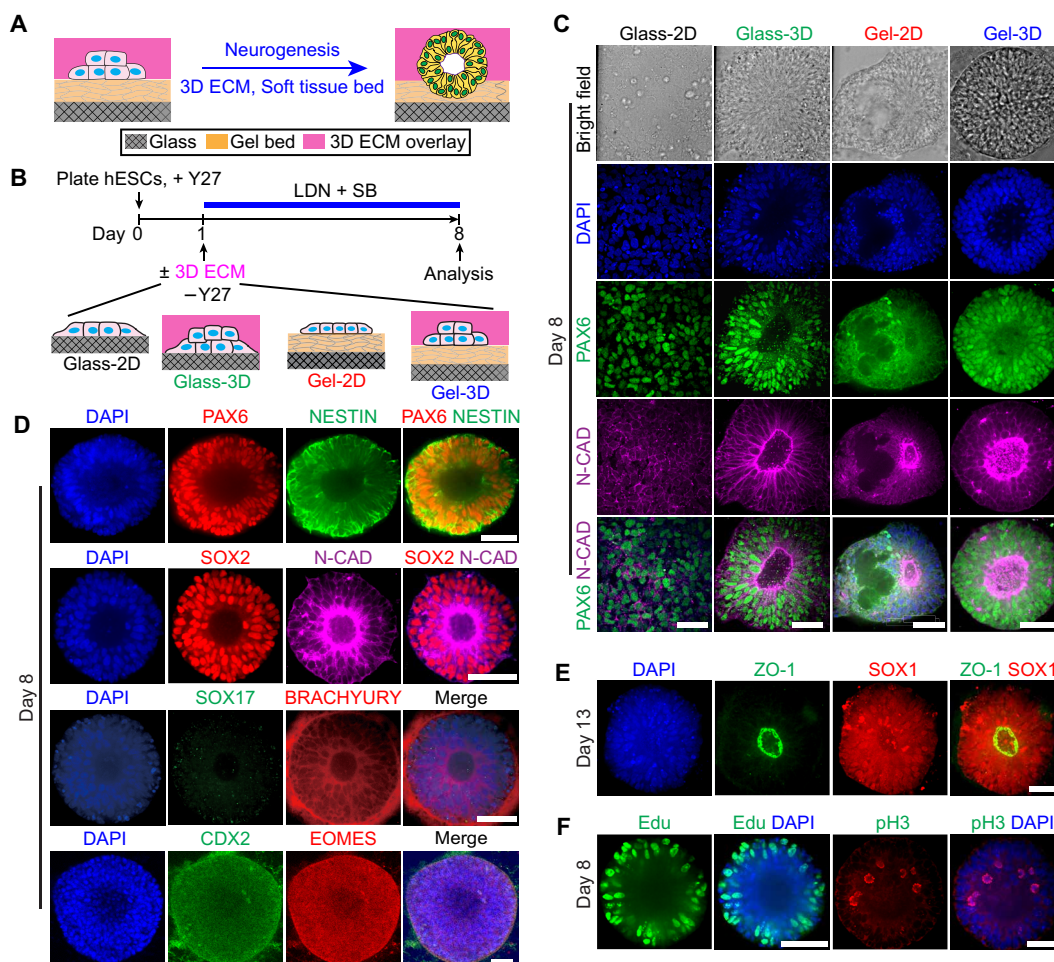 A
Neurogenesis
3D ECM, Soft tissue bed
Glass Gel bed 3D ECM overlay
B
Plate hESCs, + Y27
LDN + SB
Day 0 1 8
± 3D ECM
–Y27
Analysis
Glass-2D
Glass-3D
Gel-2D
Gel-3D
C
Glass-2D Glass-3D Gel-2D Gel-3D
Day 8
Bright field
DAPI
PAX6
N-CAD
PAX6 N-CAD
D
Day 8
DAPI PAX6 NESTIN PAX6 NESTIN
DAPI SOX2 N-CAD SOX2 N-CAD
DAPI SOX17 BRACHYURY Merge
DAPI CDX2 EOMES Merge
E
Day 13
DAPI ZO-1 SOX1 ZO-1 SOX1
F
Day 8
Edu Edu DAPI pH3 pH3 DAPI